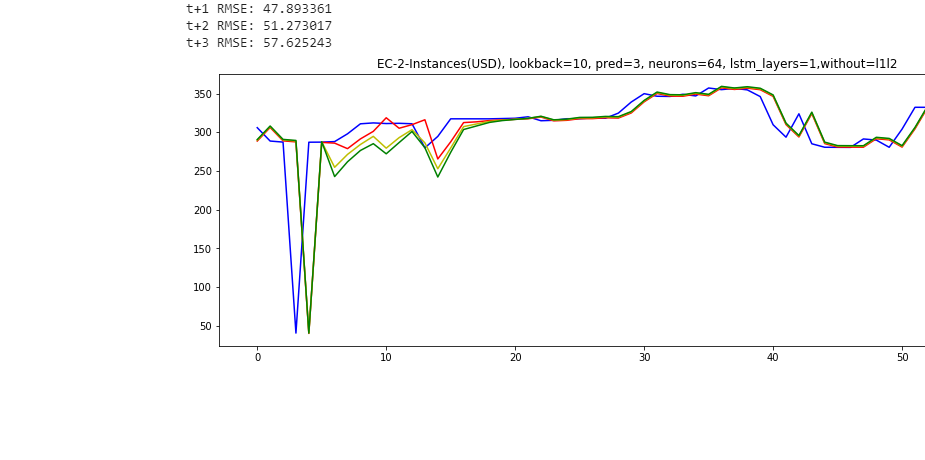 t+1 RMSE: 47.893361
t+2 RMSE: 51.273017
t+3 RMSE: 57.625243
EC-2-Instances(USD), lookback=10, pred=3, neurons=64, lstm_layers=1,without=l1l2
350
300
250
200
150
100
50
0 10 20 30 40 50